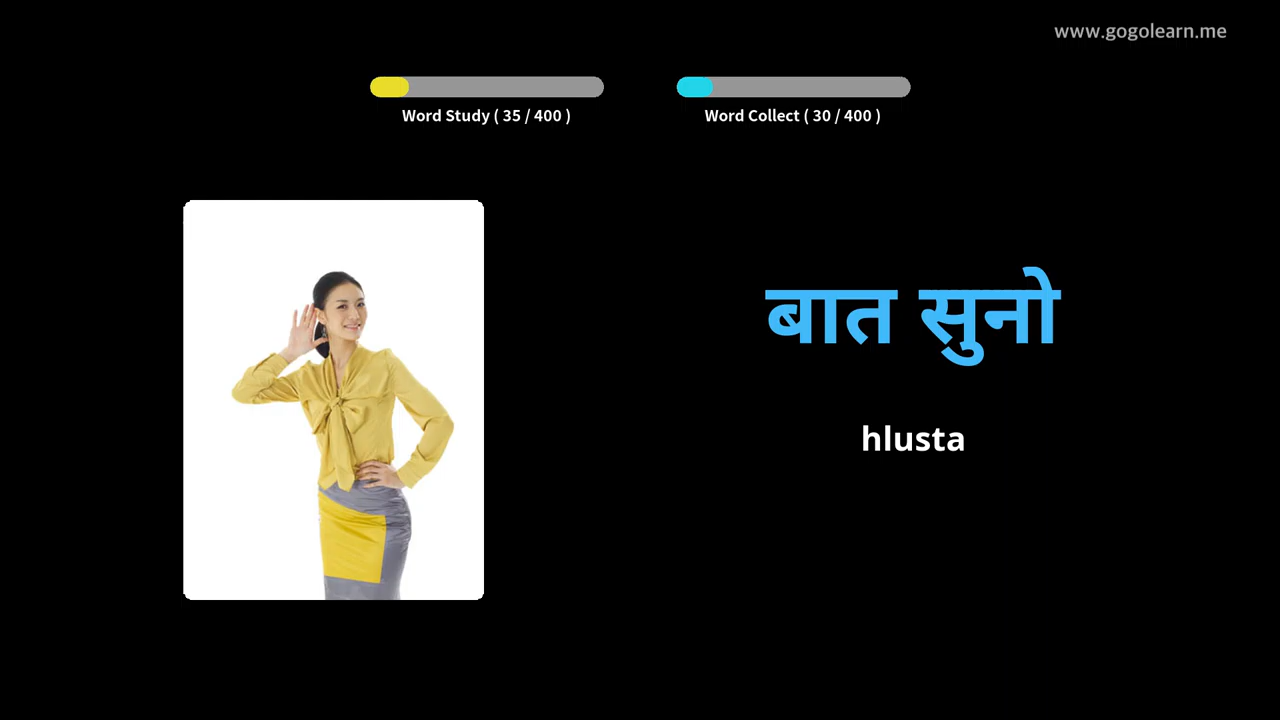 www.gogolearn.me
Word Study ( 35 / 400 )
Word Collect ( 30 / 400 )
बात सुनो
hlusta